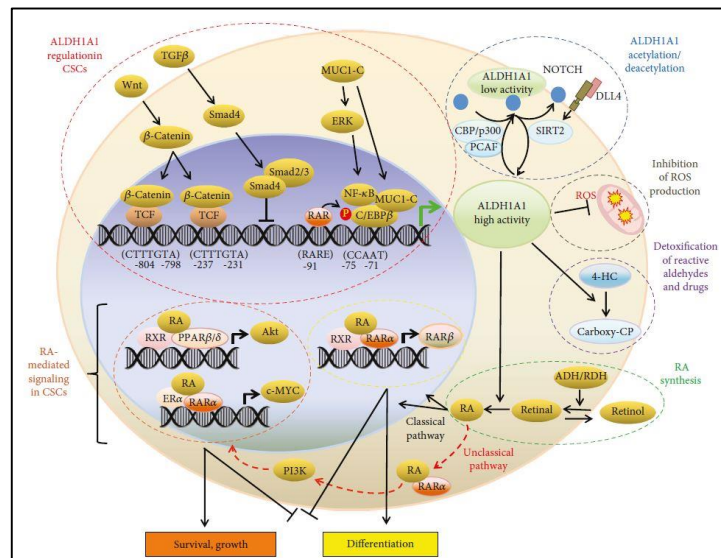 ALDH1A1
regulationin CSCs
TGFβ
Wnt
Smad4
β-Catenin
MUC1-C
ERK
β-Catenin
TCF
β-Catenin
TCF
Smad2/3
Smad4
RAR
P
NF-κB
MUC1-C
C/EBPβ
(CTTTGTA)
-804 -798
(CTTTGTA)
-237 -231
(RARE)
-91
(CCAAT)
-75 -71
ALDH1A1
acetylation/
deacetylation
ALDH1A1
low activity
NOTCH
DLL4
CBP/p300
PCAF
SIRT2
ALDH1A1
high activity
Inhibition
of ROS
production
ROS
Detoxification
of reactive
aldehydes
and drugs
4-HC
Carboxy-CP
RA
synthesis
ADH/RDH
RA
Retinal
Retinol
Classical
pathway
Unclassical
pathway
RA
RARα
PI3K
RA-
mediated
signaling
in CSCs
RA
RXR
PPARβ/δ
Akt
RA
ERα
RARα
c-MYC
RA
RXR
RARα
RARβ
Survival, growth
Differentiation